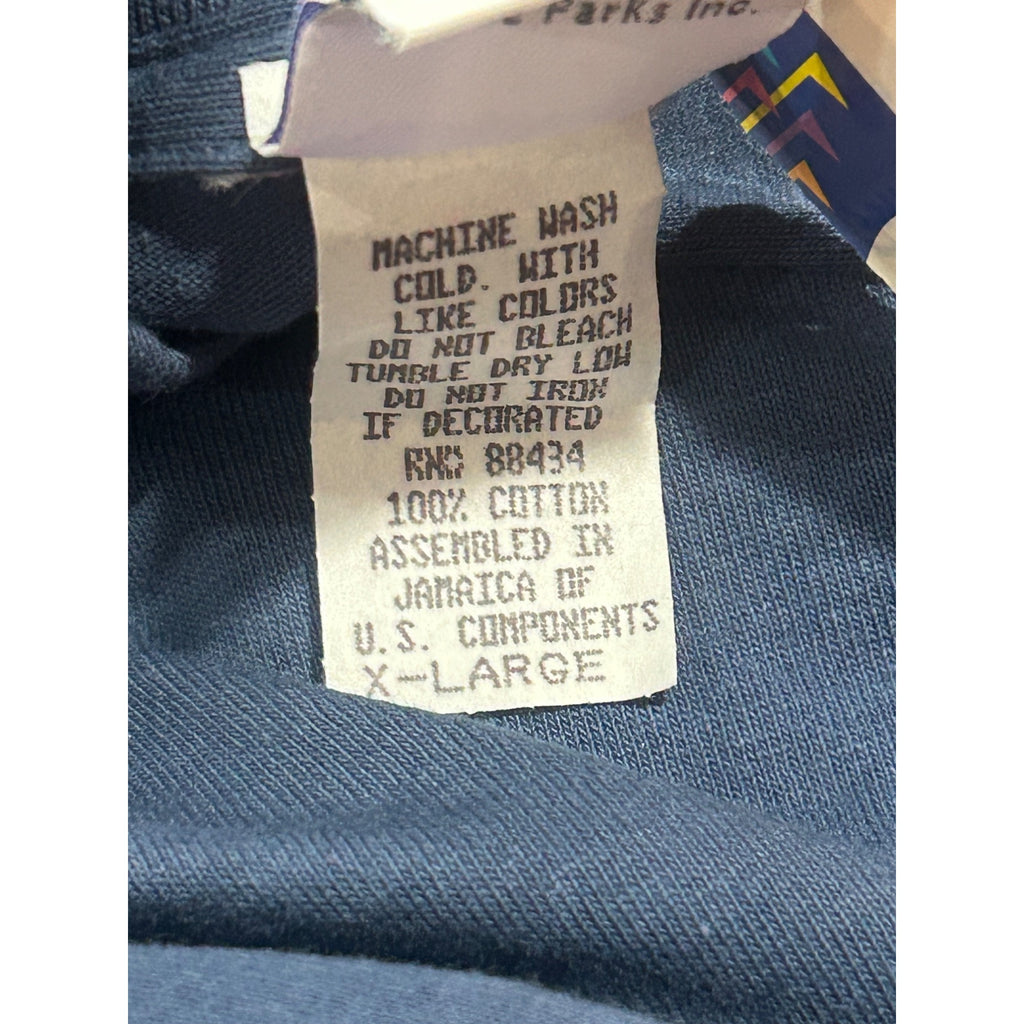 Parks Inc.
MACHINE WASH
COLD. WITH
LIKE COLORS
DO NOT BLEACH
TUMBLE DRY LOW
DO NOT IRON
IF DECORATED
RN# 88434
100% COTTON
ASSEMBLED IN
JAMAICA OF
U.S. COMPONENTS
X-LARGE